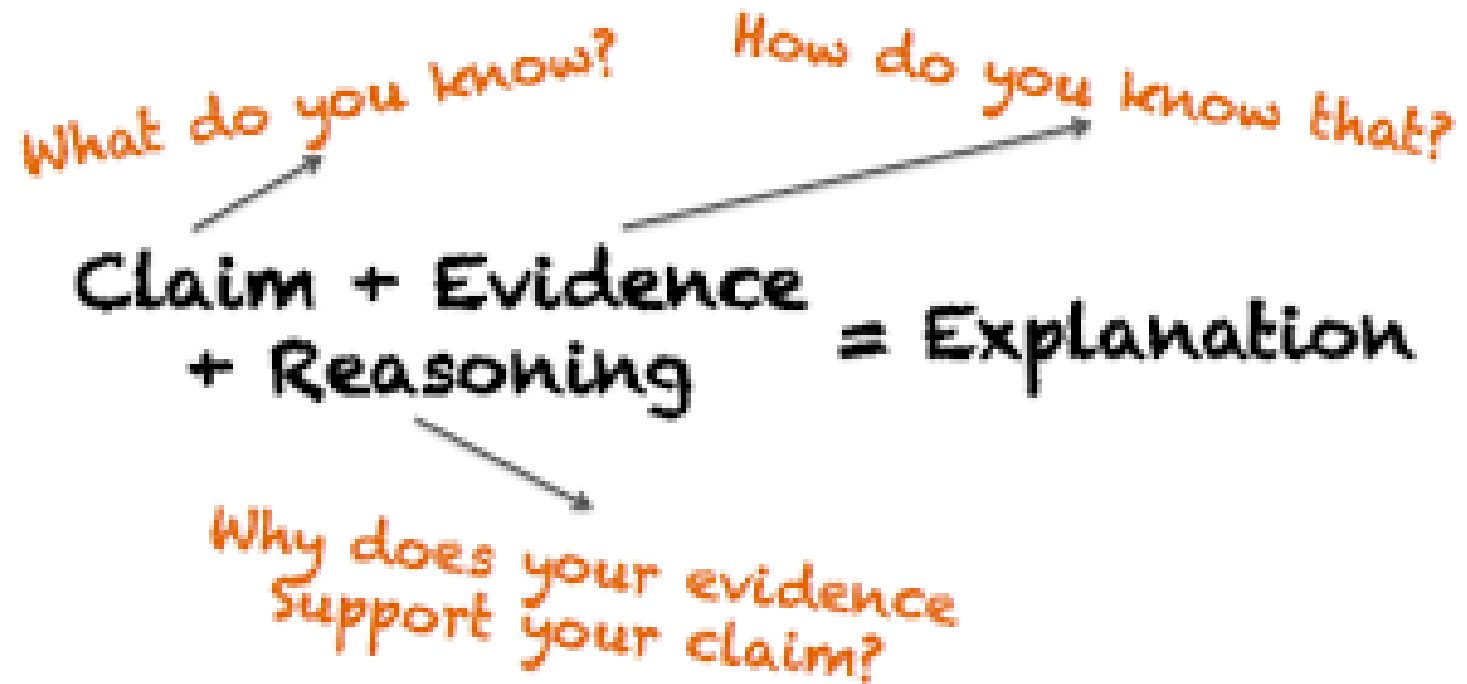 What do you know?
How do you know that?
Claim + Evidence
+ Reasoning
= Explanation
Why does your evidence
Support your claim?